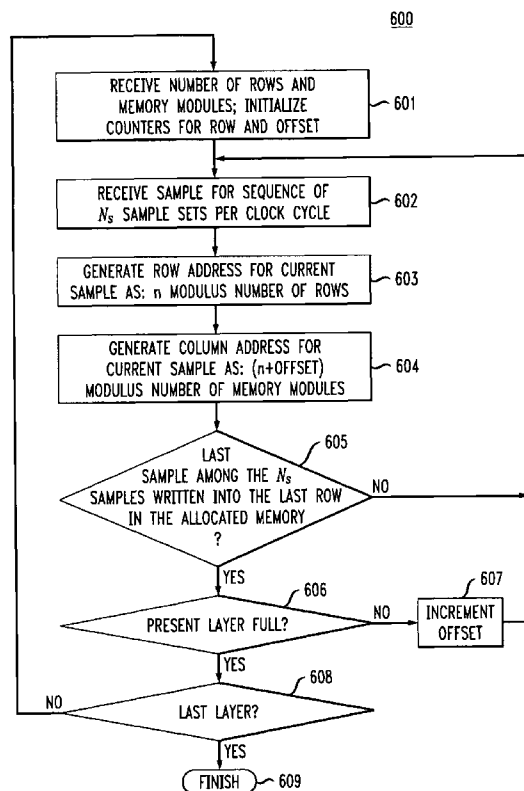 600
RECEIVE NUMBER OF ROWS AND
MEMORY MODULES; INITIALIZE
COUNTERS FOR ROW AND OFFSET
601
RECEIVE SAMPLE FOR SEQUENCE OF
Ns SAMPLE SETS PER CLOCK CYCLE
602
GENERATE ROW ADDRESS FOR CURRENT
SAMPLE AS: n MODULUS NUMBER OF ROWS
603
GENERATE COLUMN ADDRESS FOR
CURRENT SAMPLE AS: (n+OFFSET)
MODULUS NUMBER OF MEMORY MODULES
604
605
LAST
SAMPLE AMONG THE Ns
SAMPLES WRITTEN INTO THE LAST ROW
IN THE ALLOCATED MEMORY
?
NO
YES
606
PRESENT LAYER FULL?
NO
607
INCREMENT
OFFSET
YES
608
NO
LAST LAYER?
YES
FINISH
609